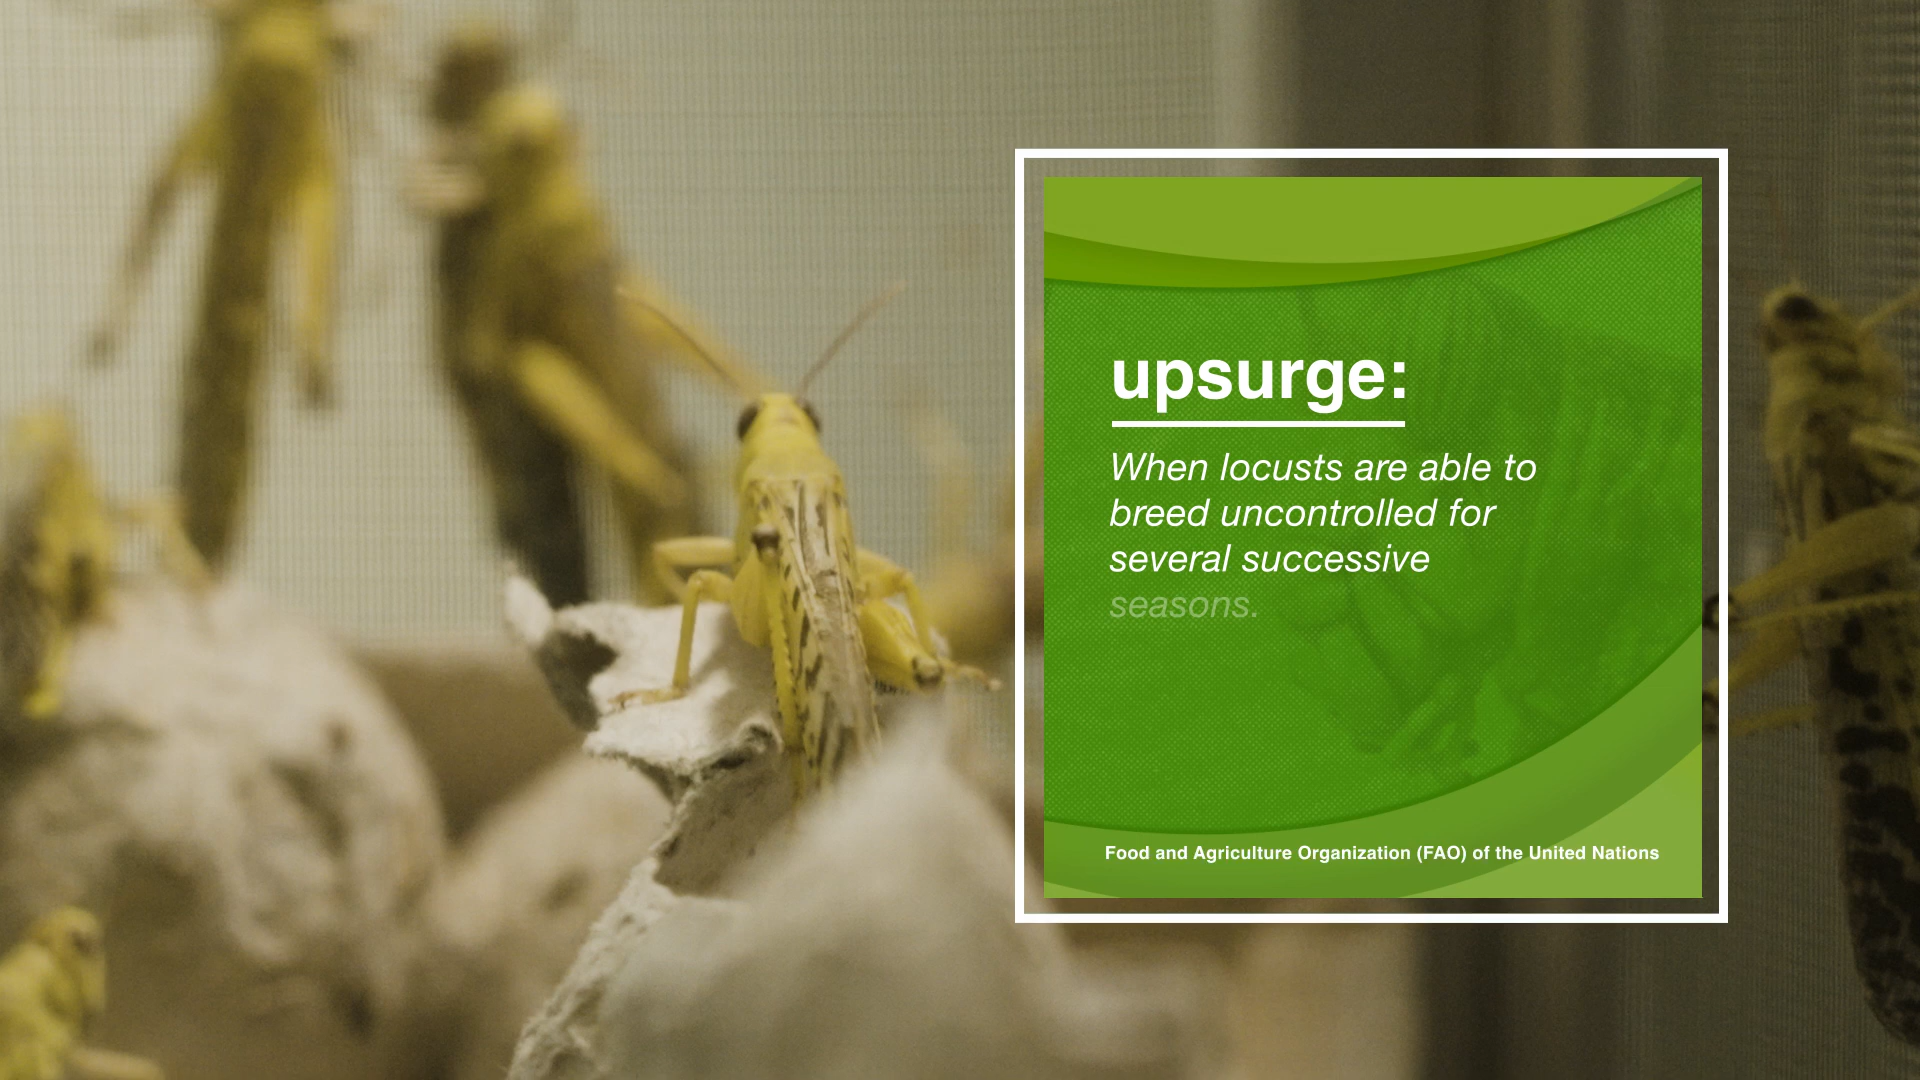 upsurge:
When locusts are able to
breed uncontrolled for
several successive
seasons.
Food and Agriculture Organization (FAO) of the United Nations